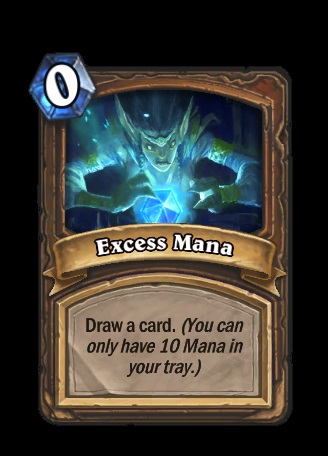 0
Excess Mana
Draw a card. (You can
only have 10 Mana in
your tray.)